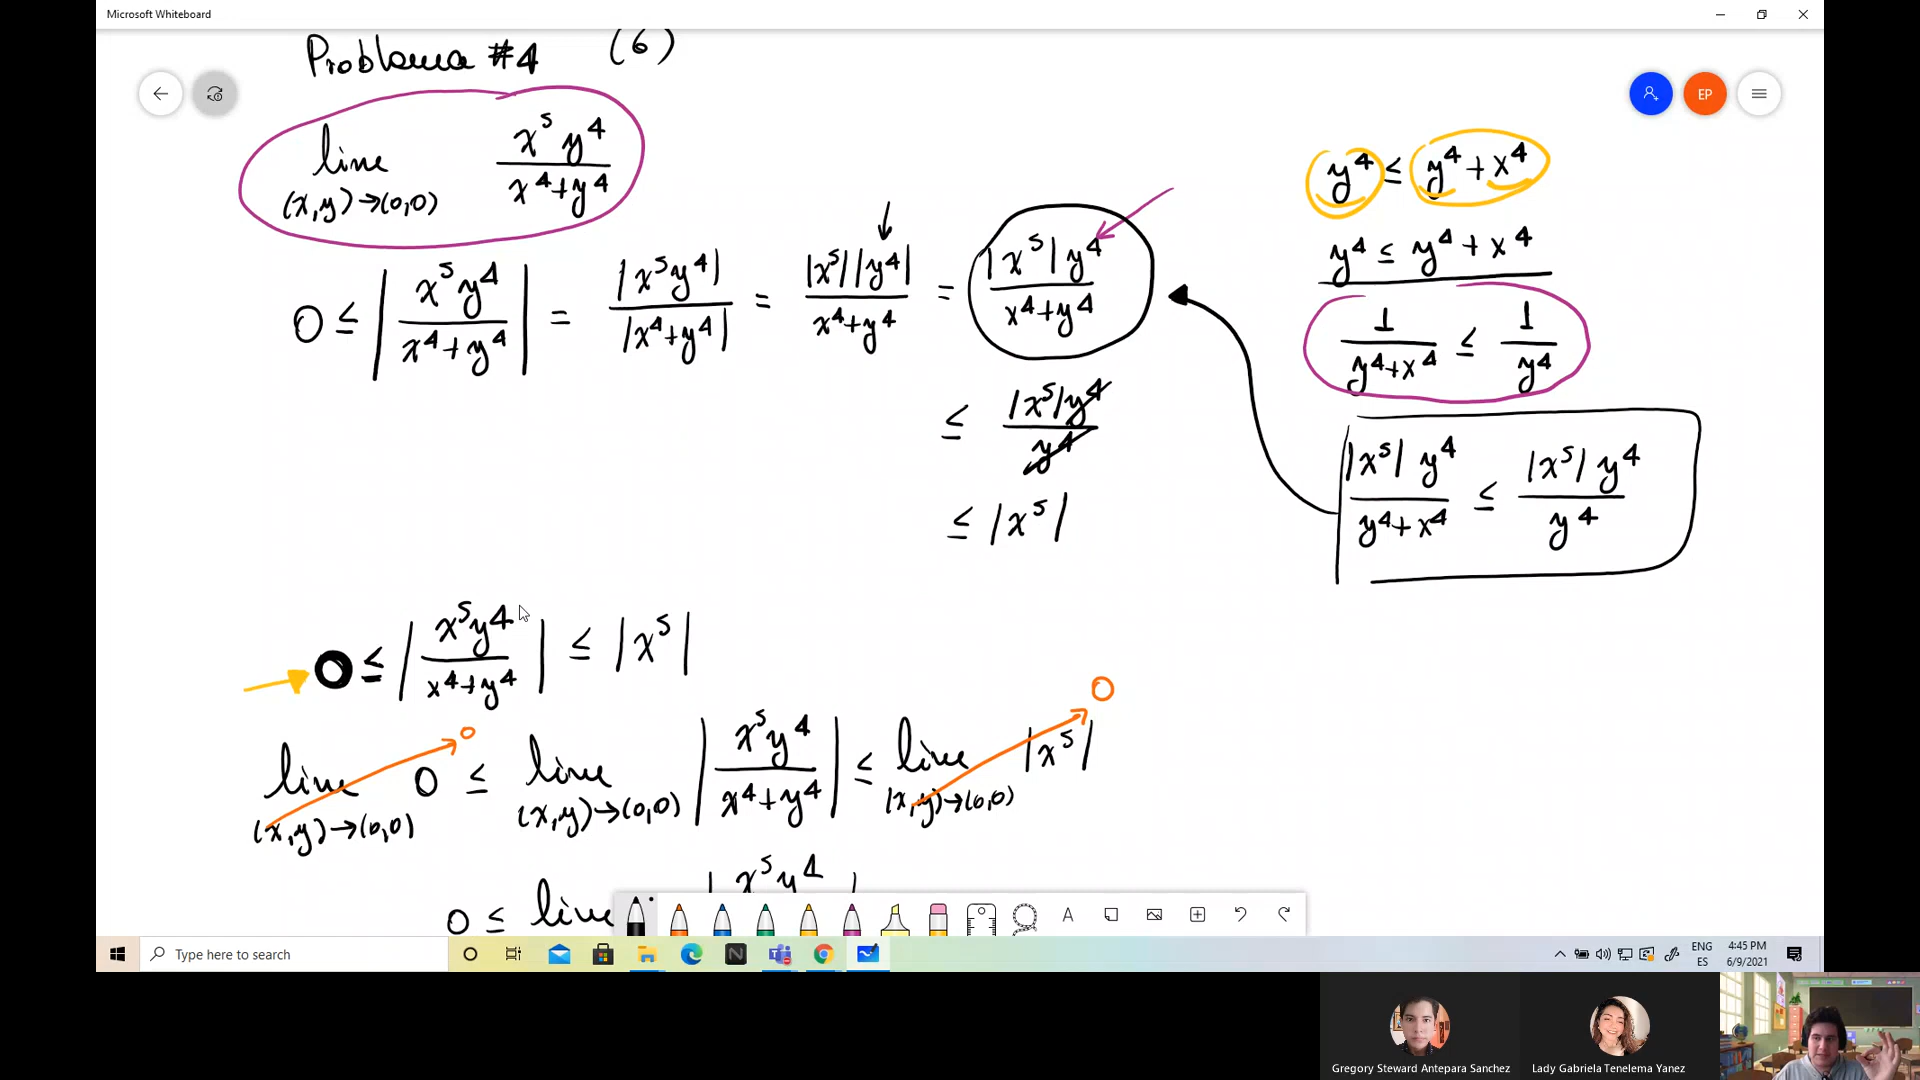 Microsoft Whiteboard
Problema #4 (6)
lim (x,y)→(0,0) x⁵y⁴ / (x⁴+y⁴)
EP
y⁴ ≤ y⁴+x⁴
y⁴ ≤ y⁴+x⁴
0 ≤ |x⁵y⁴ / (x⁴+y⁴)| = |x⁵y⁴| / |x⁴+y⁴| = |x⁵||y⁴| / (x⁴+y⁴) = |x⁵|y⁴ / (x⁴+y⁴)
1 / (y⁴+x⁴) ≤ 1 / y⁴
≤ |x⁵|y⁴ / y⁴
|x⁵|y⁴ / (y⁴+x⁴) ≤ |x⁵|y⁴ / y⁴
≤ |x⁵|
0 ≤ |x⁵y⁴ / (x⁴+y⁴)| ≤ |x⁵|
0 0
lim (x,y)→(0,0) 0 ≤ lim (x,y)→(0,0) |x⁵y⁴ / (x⁴+y⁴)| ≤ lim (x,y)→(0,0) |x⁵|
0 ≤ lim | x⁵y⁴ |
A
Type here to search
ENG
ES
4:45 PM
6/9/2021
Gregory Steward Antepara Sanchez
Lady Gabriela Tenelema Yanez